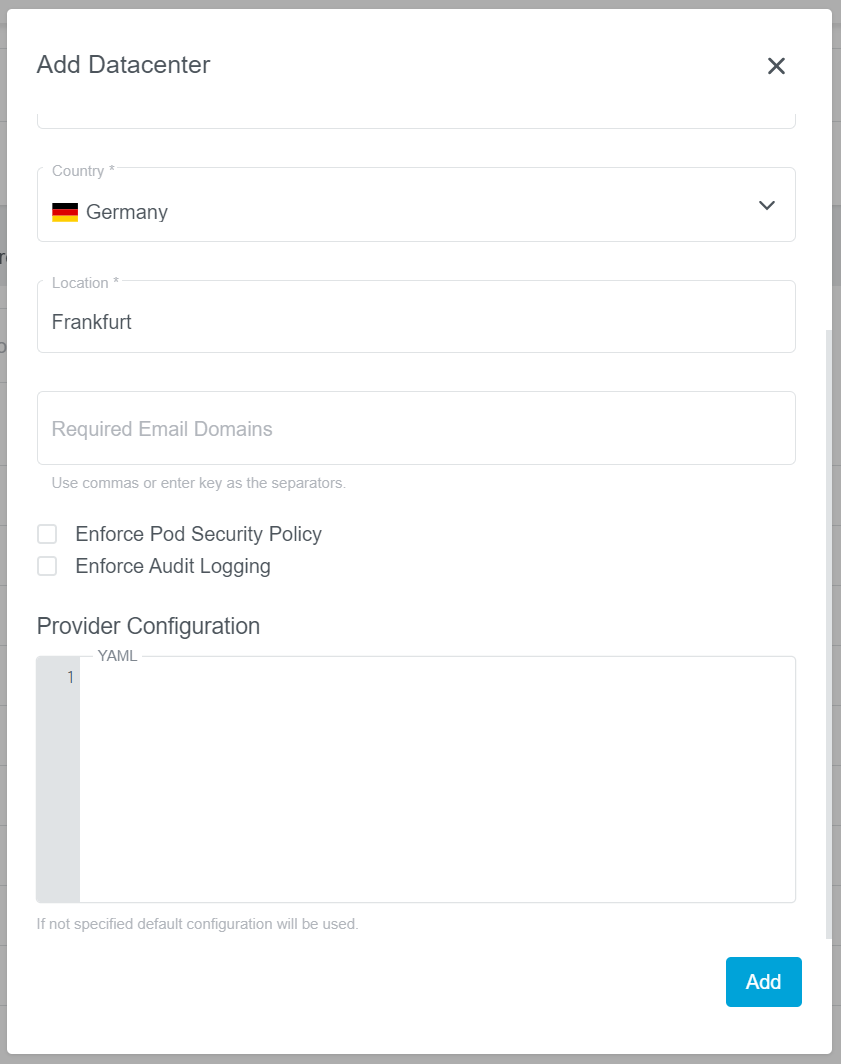 Add Datacenter
Country *
Germany
Location *
Frankfurt
Required Email Domains
Use commas or enter key as the separators.
Enforce Pod Security Policy
Enforce Audit Logging
Provider Configuration
YAML
1
If not specified default configuration will be used.
Add